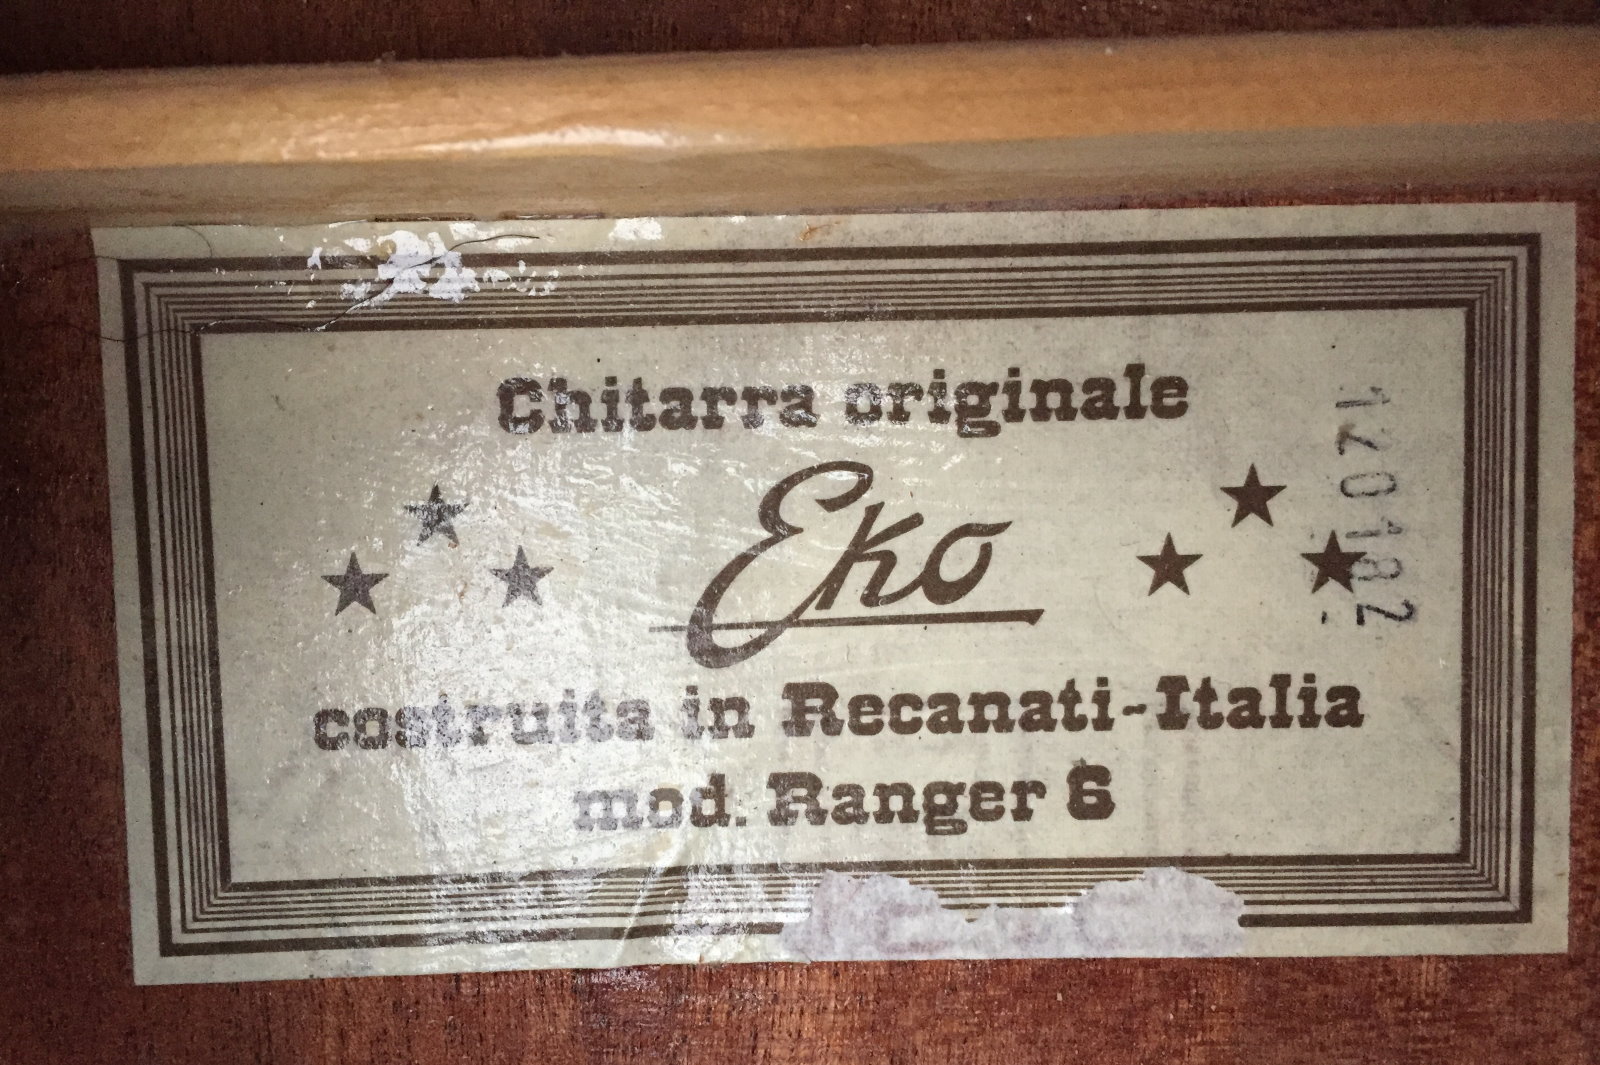 Chitarra originale
Eko
costruita in Recanati-Italia
mod. Ranger 6
120182